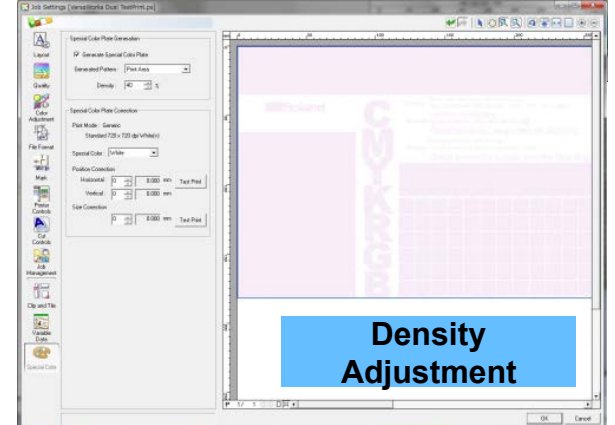 Job Settings [VersaWorks Dual TestPrint.ps]
Layout
Quality
Color
Adjustment
File Format
Mark
Printer
Controls
Cut
Controls
Job
Management
Clip and Tile
Variable
Data
Special Color
Special Color Plate Generation
Generate Special Color Plate
Generated Pattern : Print Area
Density : 40 %
Special Color Plate Correction
Print Mode : Generic
Standard 720 x 720 dpi White(v)
Special Color : White
Position Correction
Horizontal : 0 0.000 mm Test Print
Vertical : 0 0.000 mm Test Print
Size Correction
0 0.000 mm Test Print
Roland
CMYKRGB
Density
Adjustment
1 / 1
OK Cancel